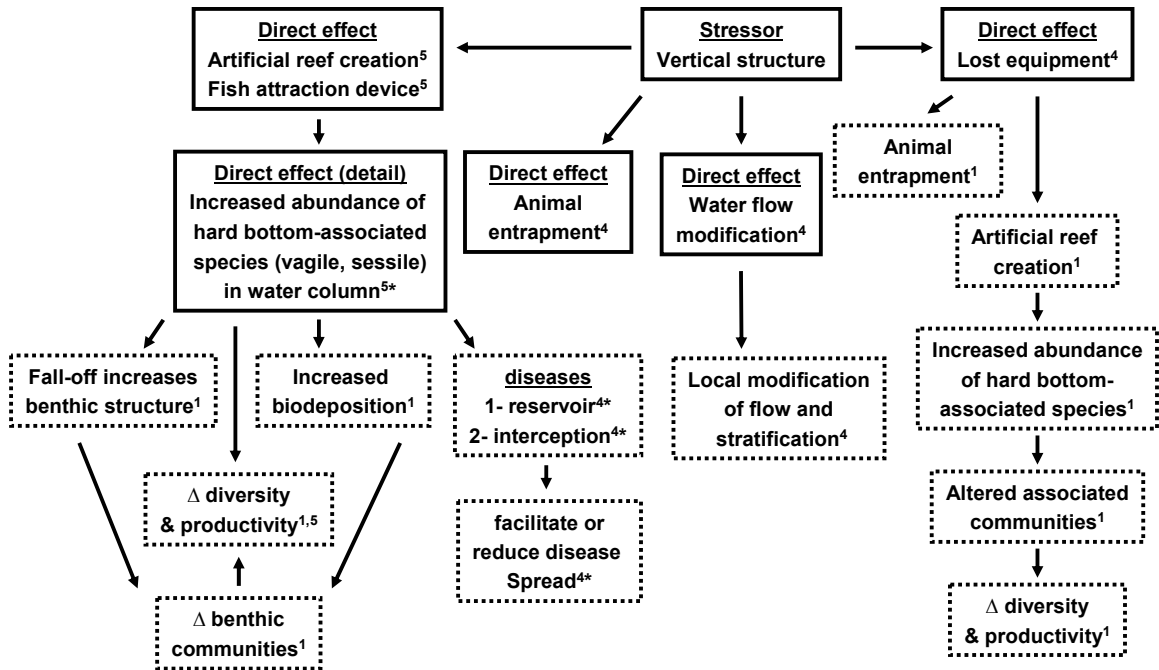 Direct effect
Artificial reef creation⁵
Fish attraction device⁵
Stressor
Vertical structure
Direct effect
Lost equipment⁴
Direct effect (detail)
Increased abundance of
hard bottom-associated
species (vagile, sessile)
in water column⁵*
Direct effect
Animal
entrapment⁴
Direct effect
Water flow
modification⁴
Animal
entrapment¹
Artificial reef
creation¹
Fall-off increases
benthic structure¹
Increased
biodeposition¹
diseases
1- reservoir⁴*
2- interception⁴*
Local modification
of flow and
stratification⁴
Increased abundance
of hard bottom-
associated species¹
Δ diversity
& productivity¹,⁵
facilitate or
reduce disease
Spread⁴*
Altered associated
communities¹
Δ benthic
communities¹
Δ diversity
& productivity¹